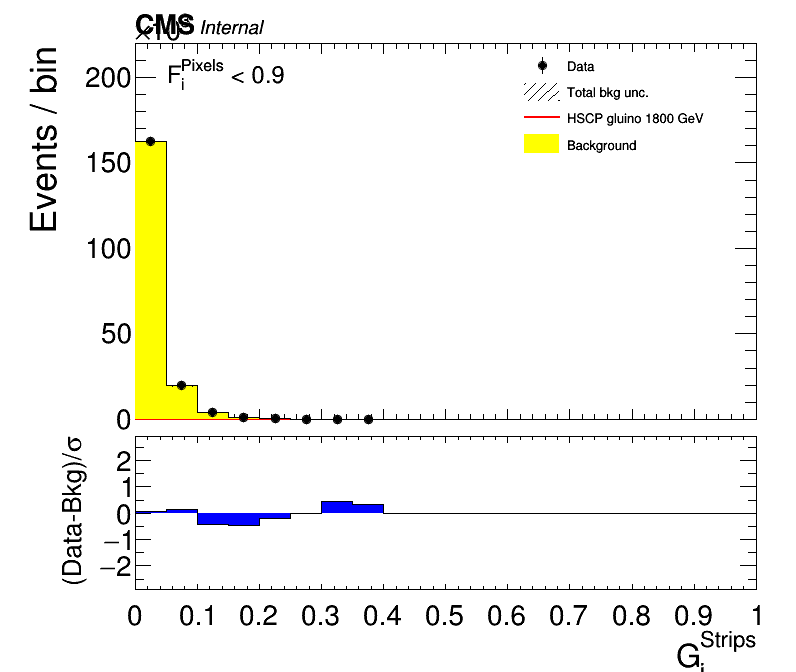 CMS Internal
F_i^Pixels < 0.9
Data
Total bkg unc.
HSCP gluino 1800 GeV
Background
Events / bin
200
150
100
50
0
(Data-Bkg)/σ
2
1
0
−1
−2
0 0.1 0.2 0.3 0.4 0.5 0.6 0.7 0.8 0.9 1
G_i^Strips